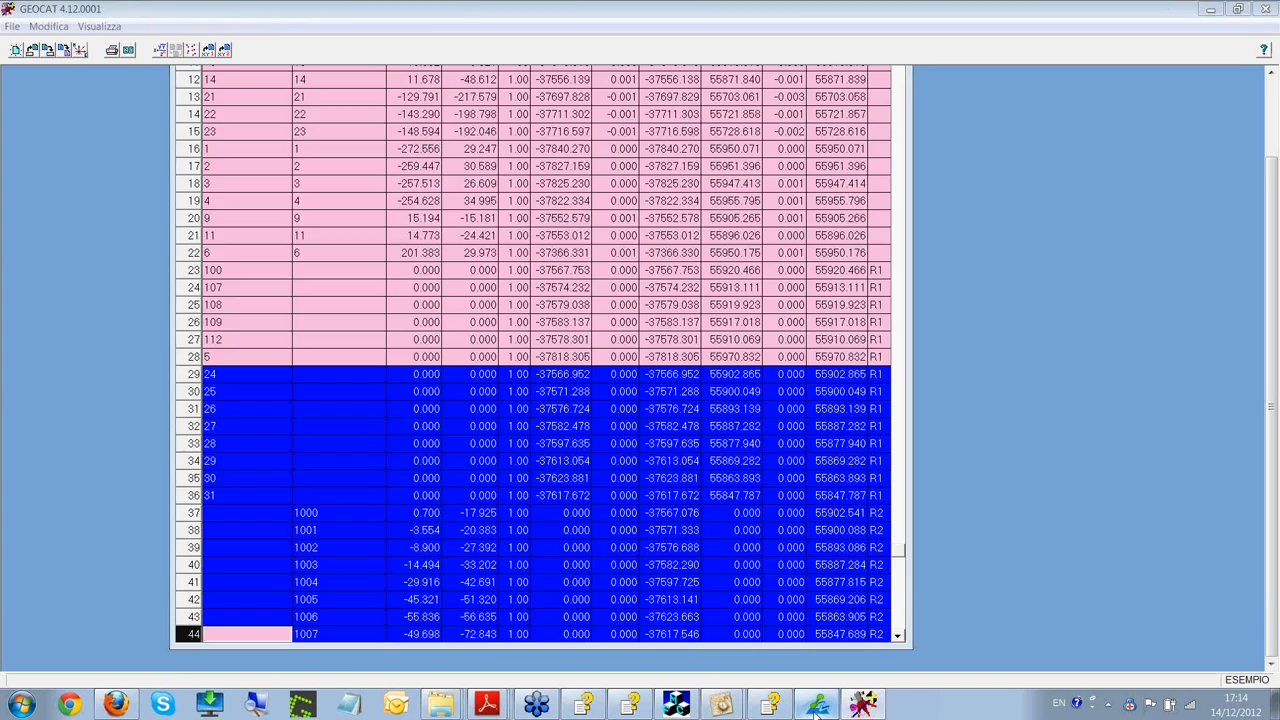 GEOCAT 4.12.0001
File Modifica Visualizza
12 14 14 11.678 -48.612 1.00 -37556.139 0.001 -37556.138 55871.840 -0.001 55871.839
13 21 21 -129.791 -217.579 1.00 -37697.828 -0.001 -37697.829 55703.061 -0.003 55703.058
14 22 22 -143.290 -198.798 1.00 -37711.302 -0.001 -37711.303 55721.858 -0.001 55721.857
15 23 23 -148.594 -192.046 1.00 -37716.597 -0.001 -37716.598 55728.618 -0.002 55728.616
16 1 1 -272.556 29.247 1.00 -37840.270 0.000 -37840.270 55950.071 0.000 55950.071
17 2 2 -259.447 30.589 1.00 -37827.159 0.000 -37827.159 55951.396 0.000 55951.396
18 3 3 -257.513 26.609 1.00 -37825.230 0.000 -37825.230 55947.413 0.001 55947.414
19 4 4 -254.628 34.995 1.00 -37822.334 0.000 -37822.334 55955.795 0.001 55955.796
20 9 9 15.194 -15.181 1.00 -37552.579 0.001 -37552.578 55905.265 0.001 55905.266
21 11 11 14.773 -24.421 1.00 -37553.012 0.000 -37553.012 55896.026 0.000 55896.026
22 6 6 201.383 29.973 1.00 -37366.331 0.001 -37366.330 55950.175 0.001 55950.176
23 100 0.000 0.000 1.00 -37567.753 0.000 -37567.753 55920.466 0.000 55920.466 R1
24 107 0.000 0.000 1.00 -37574.232 0.000 -37574.232 55913.111 0.000 55913.111 R1
25 108 0.000 0.000 1.00 -37579.038 0.000 -37579.038 55919.923 0.000 55919.923 R1
26 109 0.000 0.000 1.00 -37583.137 0.000 -37583.137 55917.018 0.000 55917.018 R1
27 112 0.000 0.000 1.00 -37578.301 0.000 -37578.301 55910.069 0.000 55910.069 R1
28 5 0.000 0.000 1.00 -37818.305 0.000 -37818.305 55970.832 0.000 55970.832 R1
29 24 0.000 0.000 1.00 -37566.952 0.000 -37566.952 55902.865 0.000 55902.865 R1
30 25 0.000 0.000 1.00 -37571.288 0.000 -37571.288 55900.049 0.000 55900.049 R1
31 26 0.000 0.000 1.00 -37576.724 0.000 -37576.724 55893.139 0.000 55893.139 R1
32 27 0.000 0.000 1.00 -37582.478 0.000 -37582.478 55887.282 0.000 55887.282 R1
33 28 0.000 0.000 1.00 -37597.635 0.000 -37597.635 55877.940 0.000 55877.940 R1
34 29 0.000 0.000 1.00 -37613.054 0.000 -37613.054 55869.282 0.000 55869.282 R1
35 30 0.000 0.000 1.00 -37623.881 0.000 -37623.881 55863.893 0.000 55863.893 R1
36 31 0.000 0.000 1.00 -37617.672 0.000 -37617.672 55847.787 0.000 55847.787 R1
37 1000 0.700 -17.925 1.00 0.000 0.000 -37567.076 0.000 0.000 55902.541 R2
38 1001 -3.554 -20.383 1.00 0.000 0.000 -37571.333 0.000 0.000 55900.088 R2
39 1002 -8.900 -27.392 1.00 0.000 0.000 -37576.688 0.000 0.000 55893.086 R2
40 1003 -14.494 -33.202 1.00 0.000 0.000 -37582.290 0.000 0.000 55887.284 R2
41 1004 -29.916 -42.691 1.00 0.000 0.000 -37597.725 0.000 0.000 55877.815 R2
42 1005 -45.321 -51.320 1.00 0.000 0.000 -37613.141 0.000 0.000 55869.206 R2
43 1006 -55.836 -56.635 1.00 0.000 0.000 -37623.663 0.000 0.000 55863.905 R2
44 1007 -49.698 -72.843 1.00 0.000 0.000 -37617.546 0.000 0.000 55847.689 R2
ESEMPIO
EN 17:14
14/12/2012